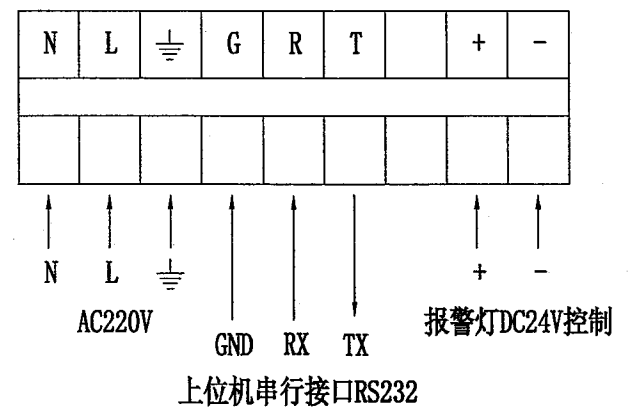 N L ⏚ G R T + -
N L ⏚ + -
AC220V 报警灯DC24V控制
GND RX TX
上位机串行接口RS232